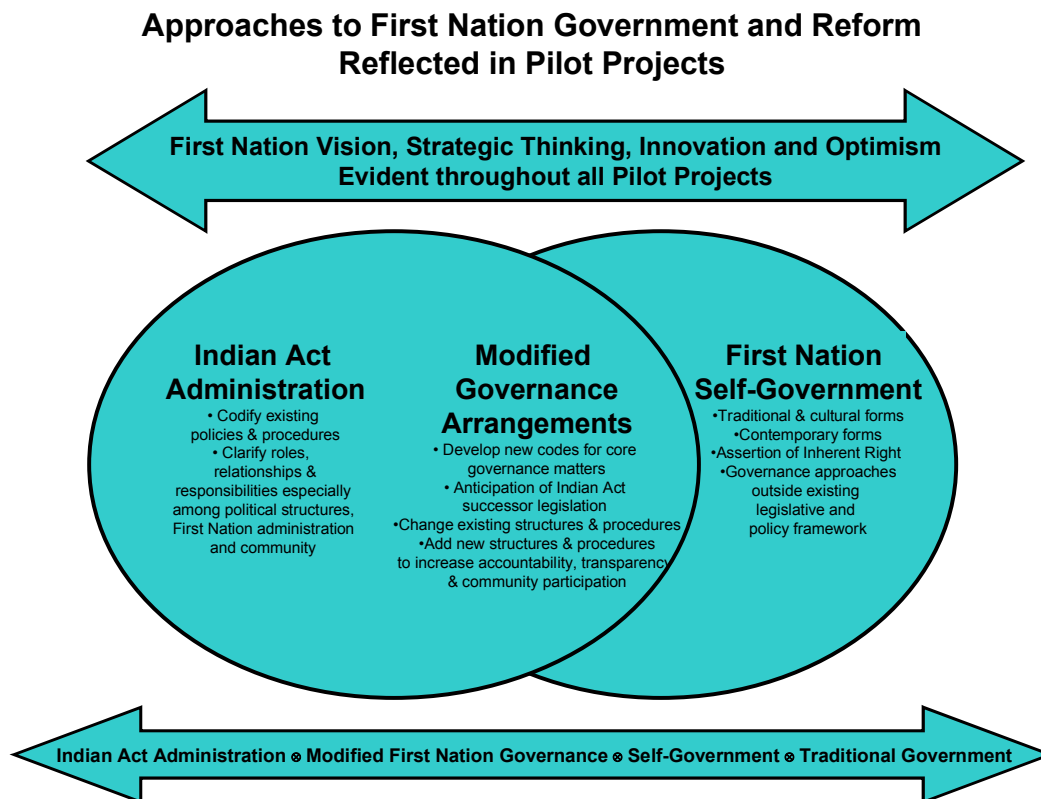 Approaches to First Nation Government and Reform
Reflected in Pilot Projects
First Nation Vision, Strategic Thinking, Innovation and Optimism
Evident throughout all Pilot Projects
Indian Act
Administration
• Codify existing
policies & procedures
• Clarify roles,
relationships &
responsibilities especially
among political structures,
First Nation administration
and community
Modified
Governance
Arrangements
• Develop new codes for core
governance matters
• Anticipation of Indian Act
successor legislation
•Change existing structures & procedures
•Add new structures & procedures
to increase accountability, transparency
& community participation
First Nation
Self-Government
•Traditional & cultural forms
•Contemporary forms
•Assertion of Inherent Right
•Governance approaches
outside existing
legislative and
policy framework
Indian Act Administration ⊗ Modified First Nation Governance ⊗ Self-Government ⊗ Traditional Government